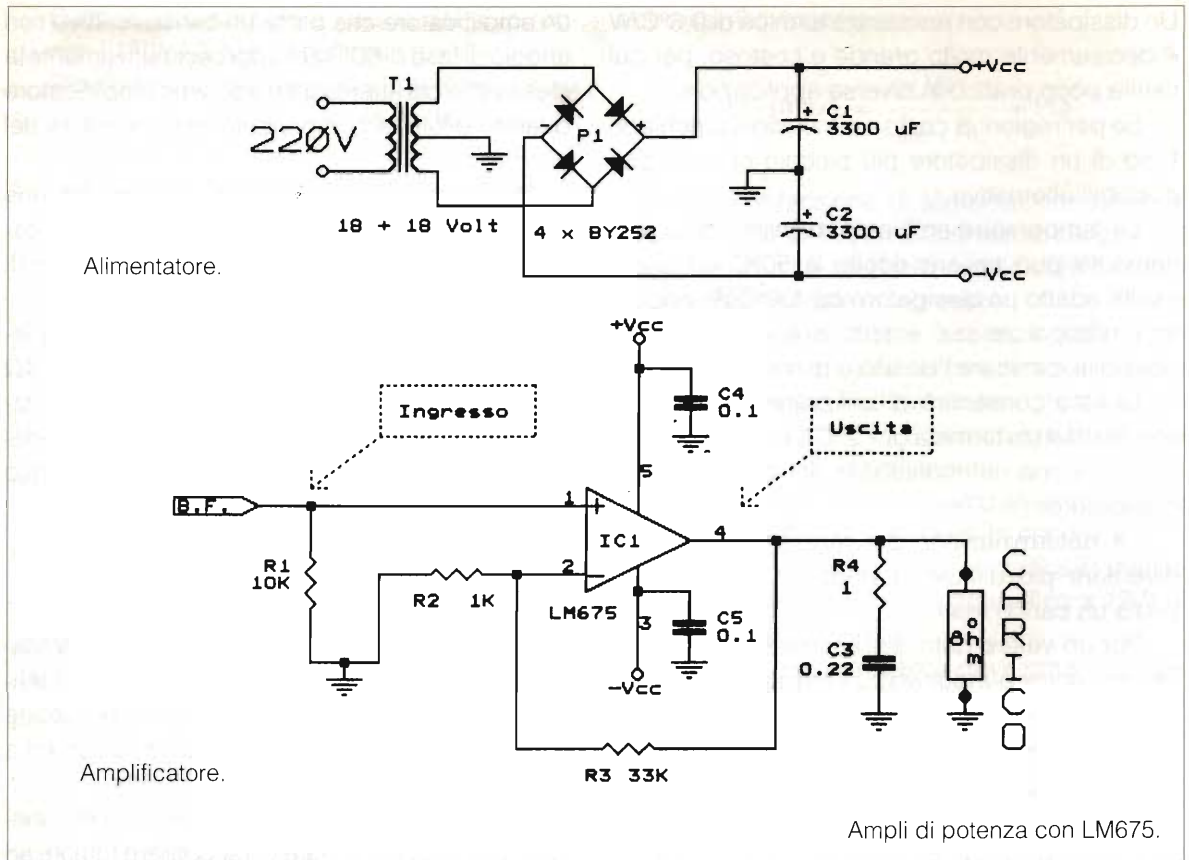 T1
220V
18 + 18 Volt
P1
+
4 x BY252
+Vcc
+ C1
3300 uF
+ C2
3300 uF
-Vcc
Alimentatore.
+Vcc
Ingresso
C4
0.1
Uscita
5
B.F.
1
+
IC1
4
2
-
LM675
R1
10K
R2 1K
3
C5
0.1
-Vcc
R4
1
C3
0.22
8 ohm
CARICO
R3 33K
Amplificatore.
Ampli di potenza con LM675.